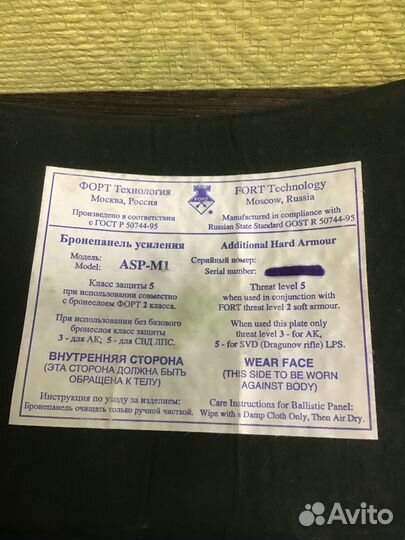 ФОРТ Технология
Москва, Россия
FORT
FORT Technology
Moscow, Russia
Произведено в соответствии
с ГОСТ Р 50744-95
Manufactured in compliance with
Russian State Standard GOST R 50744-95
Бронепанель усиления
Модель:
Model: ASP-M1
Additional Hard Armour
Серийный номер:
Serial number:
Класс защиты 5
при использовании совместно
с бронеслоем ФОРТ 2 класса.
Threat level 5
when used in conjunction with
FORT threat level 2 soft armour.
При использовании без базового
бронеслоя класс защиты
3 - для АК; 5 - для СВД ЛПС.
When used this plate only
threat level 3 - for AK,
5 - for SVD (Dragunov rifle) LPS.
ВНУТРЕННЯЯ СТОРОНА
(ЭТА СТОРОНА ДОЛЖНА БЫТЬ
ОБРАЩЕНА К ТЕЛУ)
WEAR FACE
(THIS SIDE TO BE WORN
AGAINST BODY)
Инструкция по уходу за изделием:
Бронепанель очищать только ручной чисткой.
Care Instructions for Ballistic Panel:
Wipe with a Damp Cloth Only, Then Air Dry.
Avito